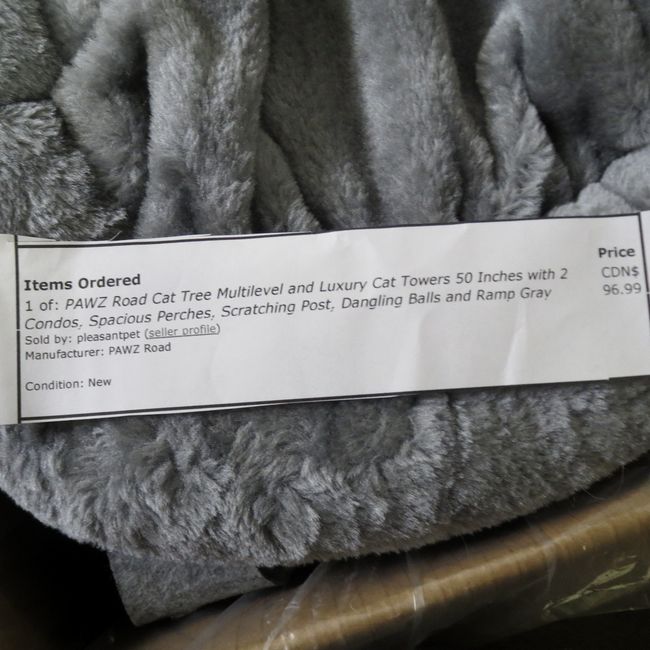 Items Ordered
Price
1 of: PAWZ Road Cat Tree Multilevel and Luxury Cat Towers 50 Inches with 2
CDN$
Condos, Spacious Perches, Scratching Post, Dangling Balls and Ramp Gray
96.99
Sold by: pleasantpet (seller profile)
Manufacturer: PAWZ Road
Condition: New